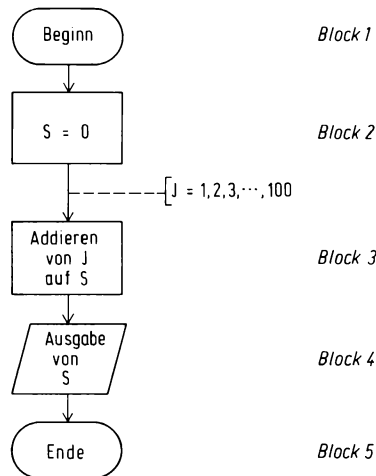 Beginn
Block 1
S = 0
Block 2
J = 1,2,3,···,100
Addieren
von J
auf S
Block 3
Ausgabe
von
S
Block 4
Ende
Block 5